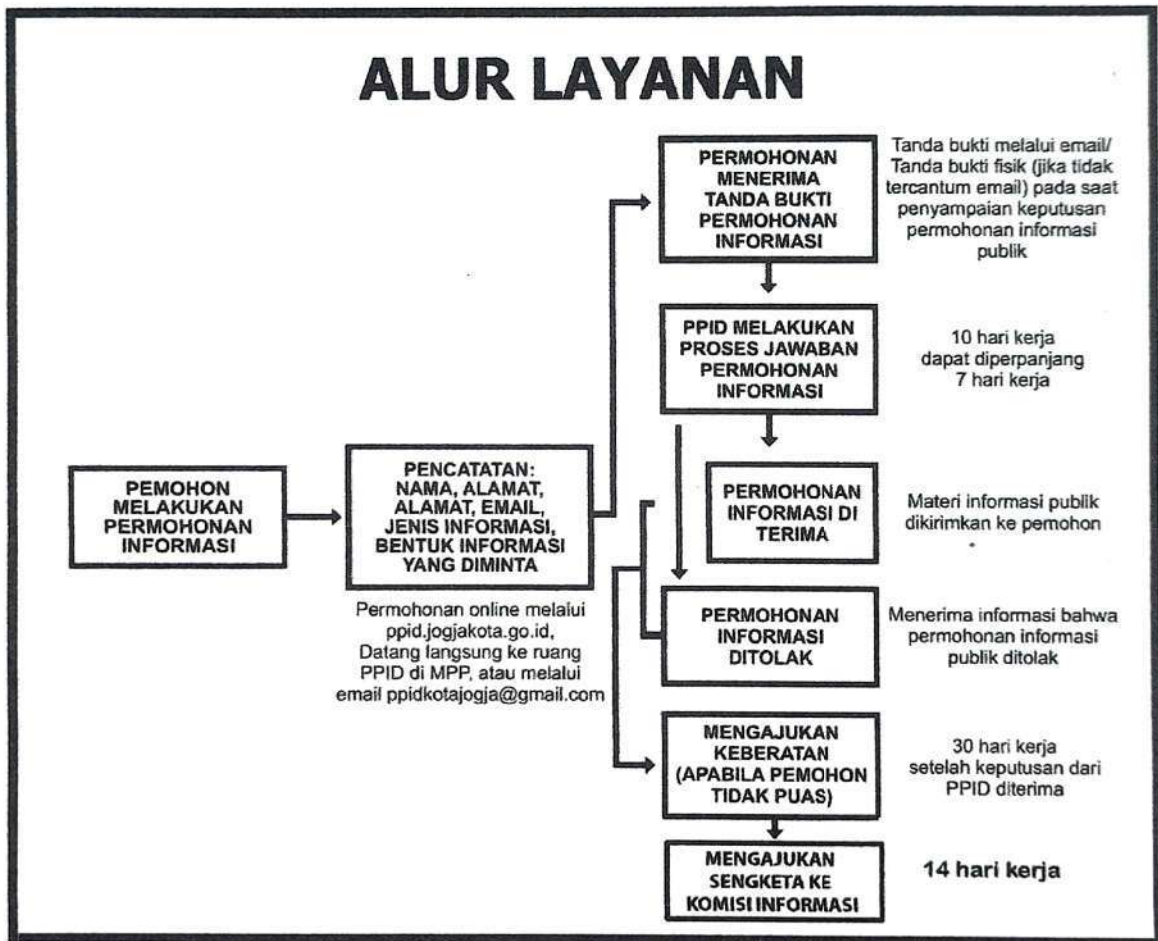 ALUR LAYANAN
PEMOHON
MELAKUKAN
PERMOHONAN
INFORMASI
PENCATATAN:
NAMA, ALAMAT,
ALAMAT, EMAIL,
JENIS INFORMASI,
BENTUK INFORMASI
YANG DIMINTA
Permohonan online melalui
ppid.jogjakota.go.id,
Datang langsung ke ruang
PPID di MPP, atau melalui
email ppidkotajogja@gmail.com
PERMOHONAN
MENERIMA
TANDA BUKTI
PERMOHONAN
INFORMASI
Tanda bukti melalui email/
Tanda bukti fisik (jika tidak
tercantum email) pada saat
penyampaian keputusan
permohonan informasi
publik
PPID MELAKUKAN
PROSES JAWABAN
PERMOHONAN
INFORMASI
10 hari kerja
dapat diperpanjang
7 hari kerja
PERMOHONAN
INFORMASI DI
TERIMA
Materi informasi publik
dikirimkan ke pemohon
PERMOHONAN
INFORMASI
DITOLAK
Menerima informasi bahwa
permohonan informasi
publik ditolak
MENGAJUKAN
KEBERATAN
(APABILA PEMOHON
TIDAK PUAS)
30 hari kerja
setelah keputusan dari
PPID diterima
MENGAJUKAN
SENGKETA KE
KOMISI INFORMASI
14 hari kerja